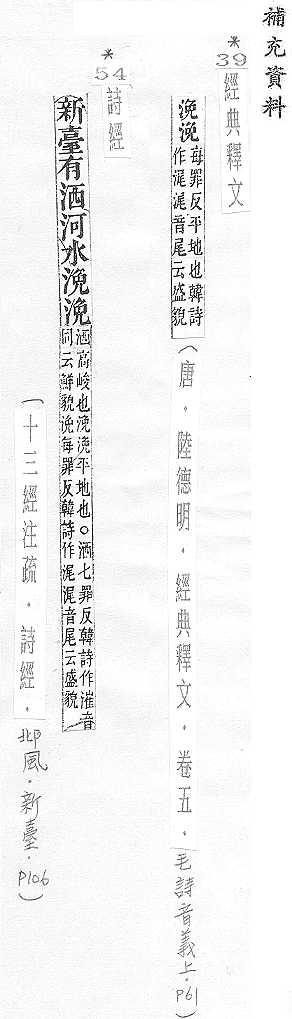 補充資料
*
39
經典釋文
浼浼
每罪反平地也韓詩
作浘浘音尾云盛貌
(唐．陸德明．經典釋文．卷五．毛詩音義上．P61)
*
54
詩經
新臺有洒河水浼浼
洒高峻也浼浼平地也○洒七罪反韓詩作漼音
同云鮮貌浼每罪反韓詩作浘浘音尾云盛貌
(十三經注疏．詩經．邶風．新臺．P106)